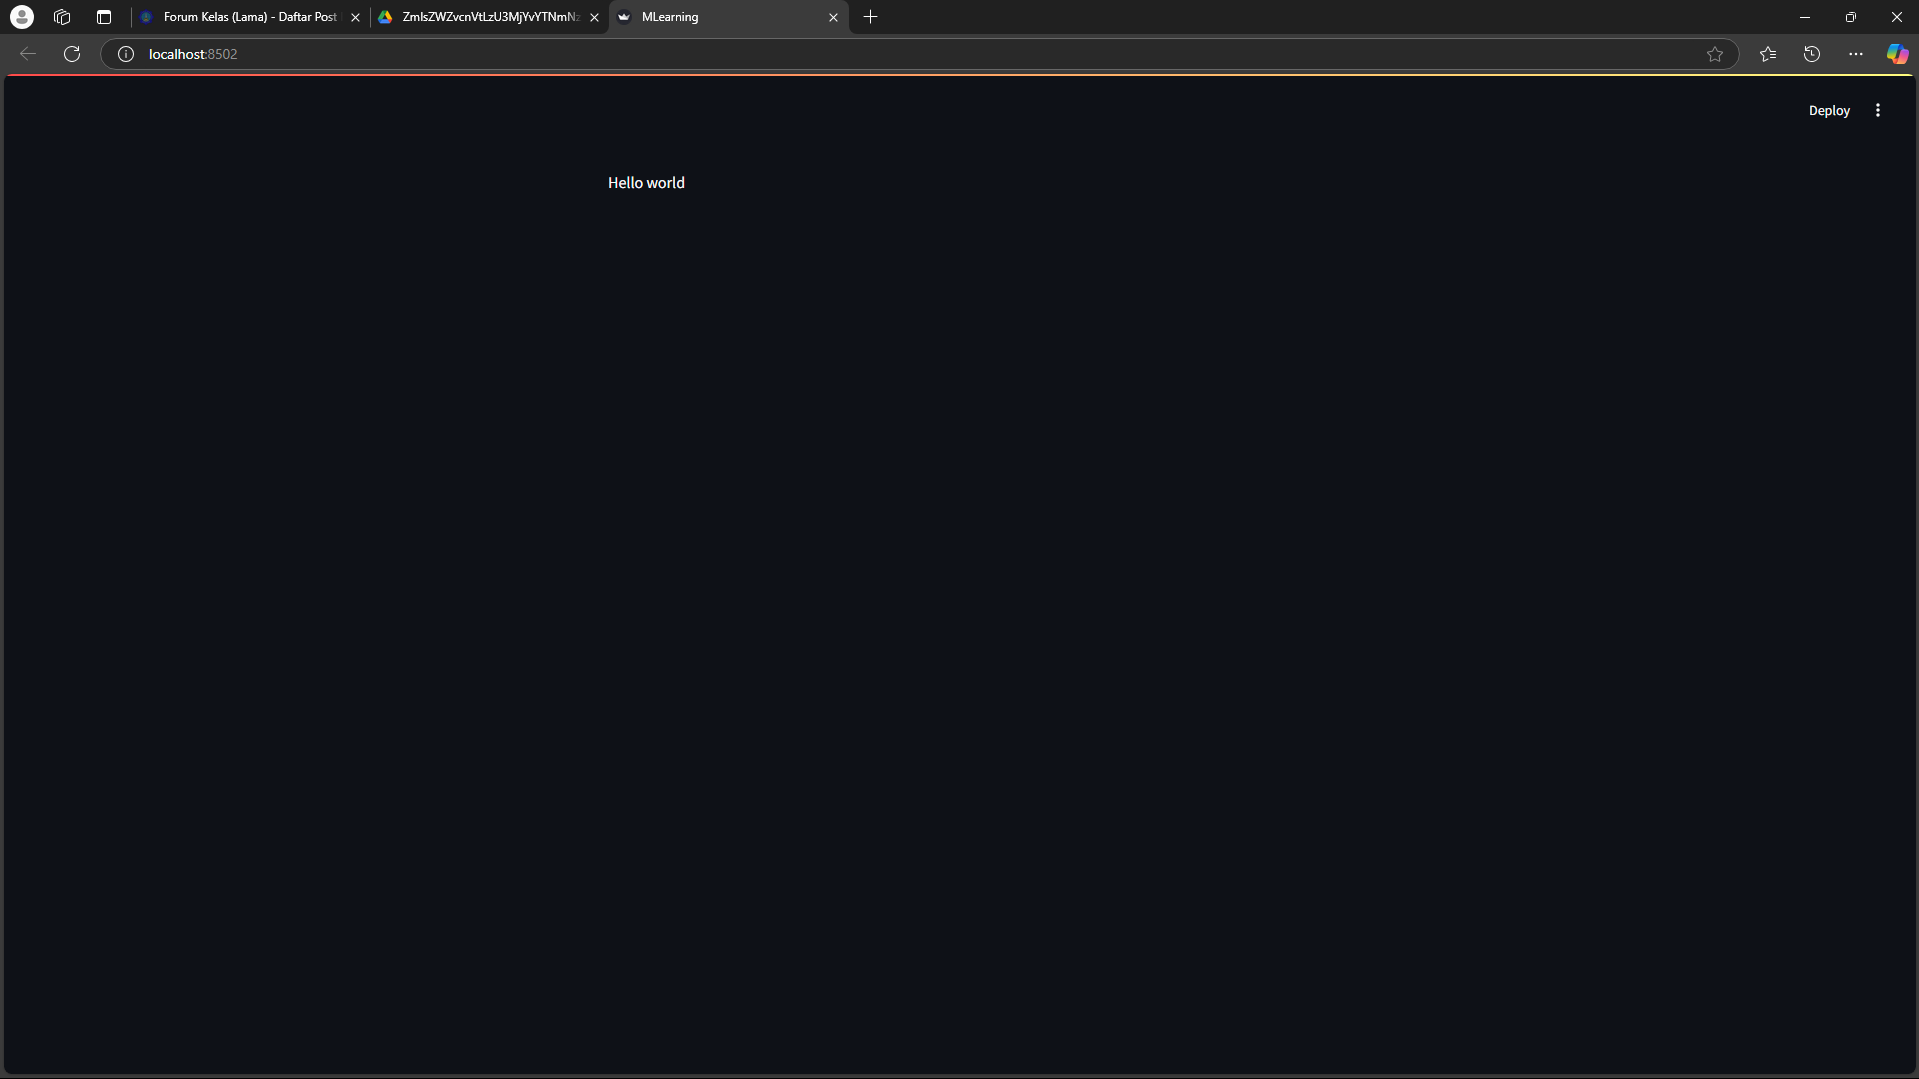 Forum Kelas (Lama) - Daftar Post
ZmlsZWZvcnVtLzU3MjYvYTNmN
MLearning
localhost:8502
Deploy
Hello world